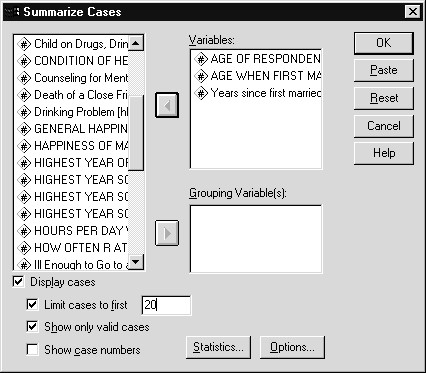 Summarize Cases
Child on Drugs, Drin
CONDITION OF HE
Counseling for Ment
Death of a Close Fri
Drinking Problem [hl
GENERAL HAPPIN
HAPPINESS OF MA
HIGHEST YEAR OF
HIGHEST YEAR SC
HIGHEST YEAR SC
HIGHEST YEAR SC
HOURS PER DAY
HOW OFTEN R AT
Ill Enough to Go to a
Variables:
AGE OF RESPONDEN
AGE WHEN FIRST MA
Years since first married
Grouping Variable(s):
OK
Paste
Reset
Cancel
Help
Display cases
Limit cases to first 20
Show only valid cases
Show case numbers
Statistics...
Options...